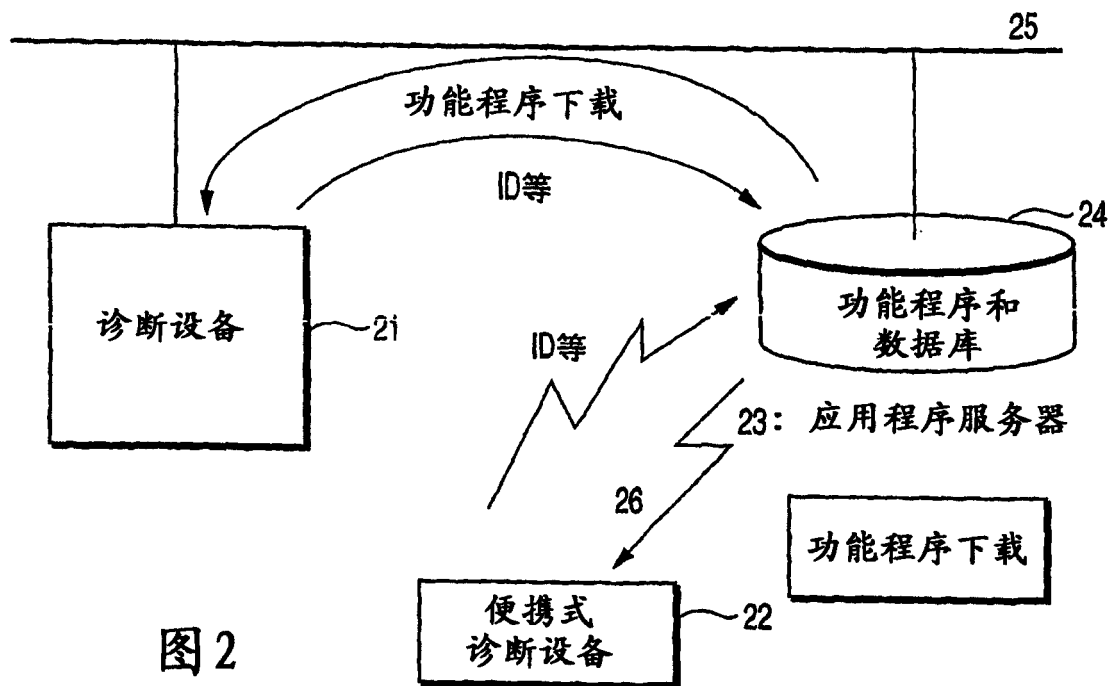 25
功能程序下载
ID等
24
诊断设备
21
功能程序和
数据库
ID等
23: 应用程序服务器
26
功能程序下载
便携式
诊断设备
22
图2